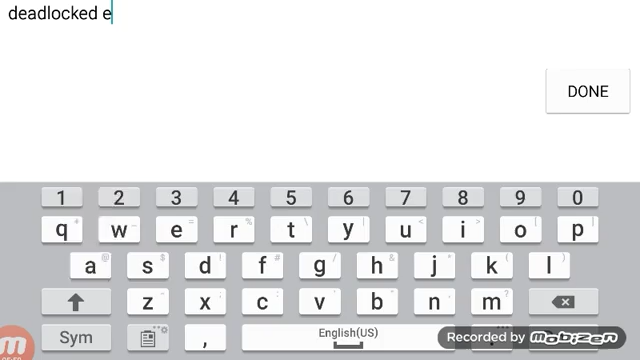 deadlocked e
DONE
1 2 3 4 5 6 7 8 9 0
q w e r t y u i o p
a s d f g h j k l
z x c v b n m
Sym , English(US)
Recorded by Mobizen